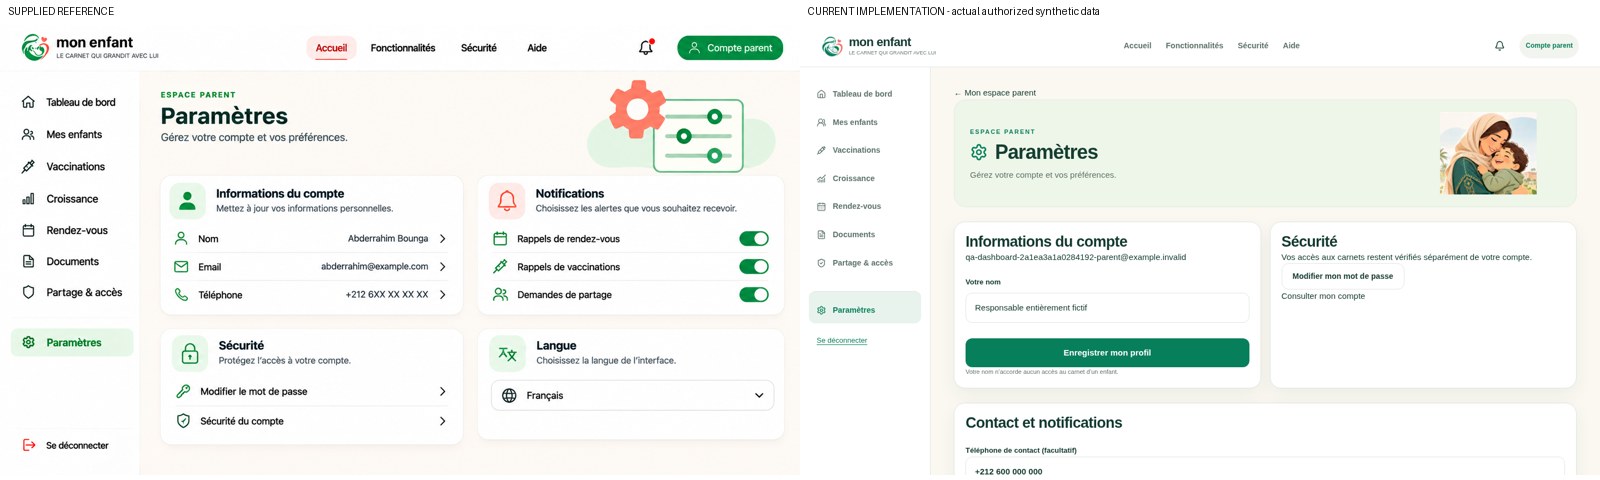 SUPPLIED REFERENCE
mon enfant
LE CARNET QUI GRANDIT AVEC LUI
Accueil
Fonctionnalités
Sécurité
Aide
Compte parent
Tableau de bord
Mes enfants
Vaccinations
Croissance
Rendez-vous
Documents
Partage & accès
Paramètres
Se déconnecter
ESPACE PARENT
Paramètres
Gérez votre compte et vos préférences.
Informations du compte
Mettez à jour vos informations personnelles.
Nom
Abderrahim Bounga
Email
abderrahim@example.com
Téléphone
+212 6XX XX XX XX
Notifications
Choisissez les alertes que vous souhaitez recevoir.
Rappels de rendez-vous
Rappels de vaccinations
Demandes de partage
Sécurité
Protégez l'accès à votre compte.
Modifier le mot de passe
Sécurité du compte
Langue
Choisissez la langue de l'interface.
Français
CURRENT IMPLEMENTATION - actual authorized synthetic data
mon enfant
LE CARNET QUI GRANDIT AVEC LUI
Accueil
Fonctionnalités
Sécurité
Aide
Compte parent
Tableau de bord
Mes enfants
Vaccinations
Croissance
Rendez-vous
Documents
Partage & accès
Paramètres
Se déconnecter
← Mon espace parent
ESPACE PARENT
Paramètres
Gérez votre compte et vos préférences.
Informations du compte
qa-dashboard-2a1ea3a1a0284192-parent@example.invalid
Votre nom
Responsable entièrement fictif
Enregistrer mon profil
Votre nom n'accorde aucun accès au carnet d'un enfant.
Sécurité
Vos accès aux carnets restent vérifiés séparément de votre compte.
Modifier mon mot de passe
Consulter mon compte
Contact et notifications
Téléphone de contact (facultatif)
+212 600 000 000